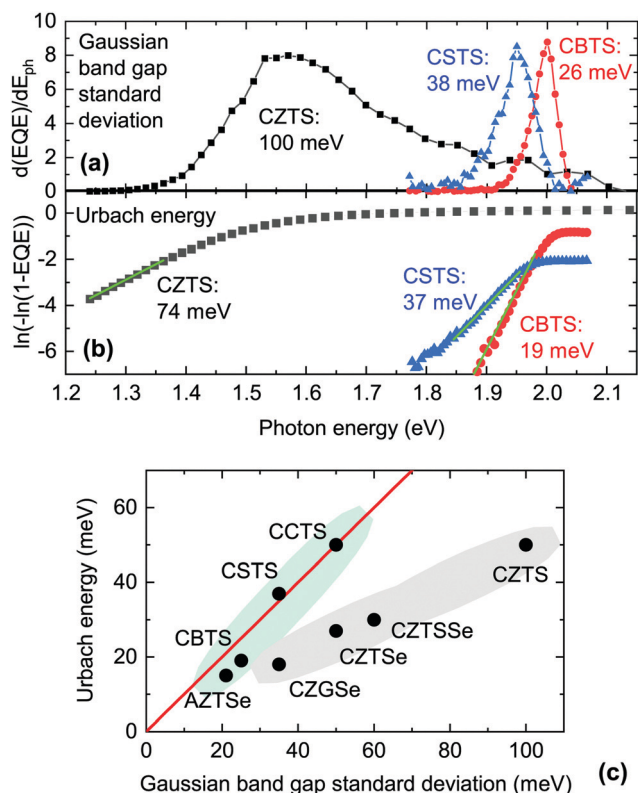 d(EQE)/dE_ph
8
6
4
2
0
Gaussian
band gap
standard
deviation
CZTS:
100 meV
CSTS:
38 meV
CBTS:
26 meV
(a)
ln(-ln(1-EQE))
0
-2
-4
-6
Urbach energy
CZTS:
74 meV
CSTS:
37 meV
CBTS:
19 meV
(b)
1.2 1.3 1.4 1.5 1.6 1.7 1.8 1.9 2.0 2.1
Photon energy (eV)
Urbach energy (meV)
60
40
20
0
CCTS
CSTS
CBTS
AZTSe
CZTS
CZTSSe
CZTSe
CZGSe
0 20 40 60 80 100
Gaussian band gap standard deviation (meV)
(c)